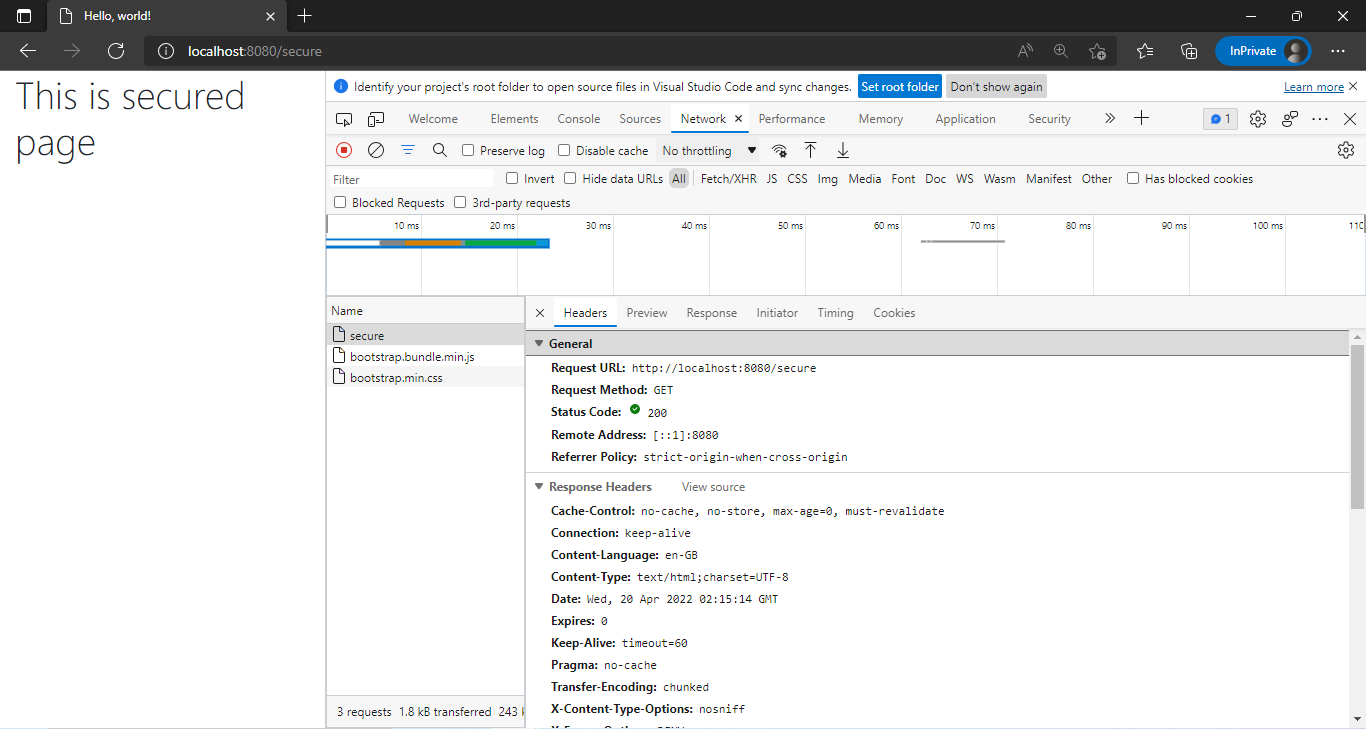 Hello, world!
localhost:8080/secure
InPrivate
This is secured
page
Identify your project's root folder to open source files in Visual Studio Code and sync changes. Set root folder Don't show again Learn more
Welcome Elements Console Sources Network Performance Memory Application Security 1
Preserve log Disable cache No throttling
Filter Invert Hide data URLs All Fetch/XHR JS CSS Img Media Font Doc WS Wasm Manifest Other Has blocked cookies
Blocked Requests 3rd-party requests
10 ms 20 ms 30 ms 40 ms 50 ms 60 ms 70 ms 80 ms 90 ms 100 ms
Name
secure
bootstrap.bundle.min.js
bootstrap.min.css
3 requests 1.8 kB transferred 243
Headers Preview Response Initiator Timing Cookies
General
Request URL: http://localhost:8080/secure
Request Method: GET
Status Code: 200
Remote Address: [::1]:8080
Referrer Policy: strict-origin-when-cross-origin
Response Headers View source
Cache-Control: no-cache, no-store, max-age=0, must-revalidate
Connection: keep-alive
Content-Language: en-GB
Content-Type: text/html;charset=UTF-8
Date: Wed, 20 Apr 2022 02:15:14 GMT
Expires: 0
Keep-Alive: timeout=60
Pragma: no-cache
Transfer-Encoding: chunked
X-Content-Type-Options: nosniff